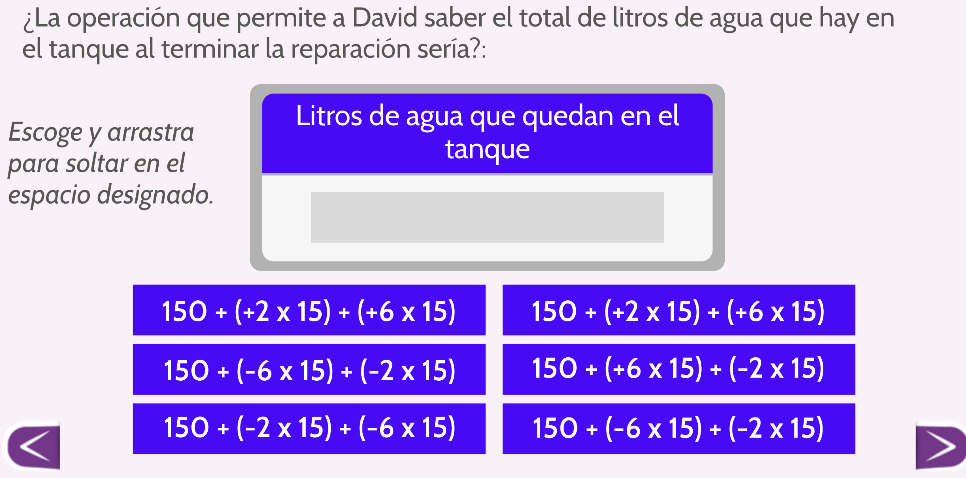 ¿La operación que permite a David saber el total de litros de agua que hay en
el tanque al terminar la reparación sería?:
Litros de agua que quedan en el
tanque
Escoge y arrastra
para soltar en el
espacio designado.
150 + (+2 x 15) + (+6 x 15)
150 + (+2 x 15) + (+6 x 15)
150 + (-6 x 15) + (-2 x 15)
150 + (+6 x 15) + (-2 x 15)
150 + (-2 x 15) + (-6 x 15)
150 + (-6 x 15) + (-2 x 15)